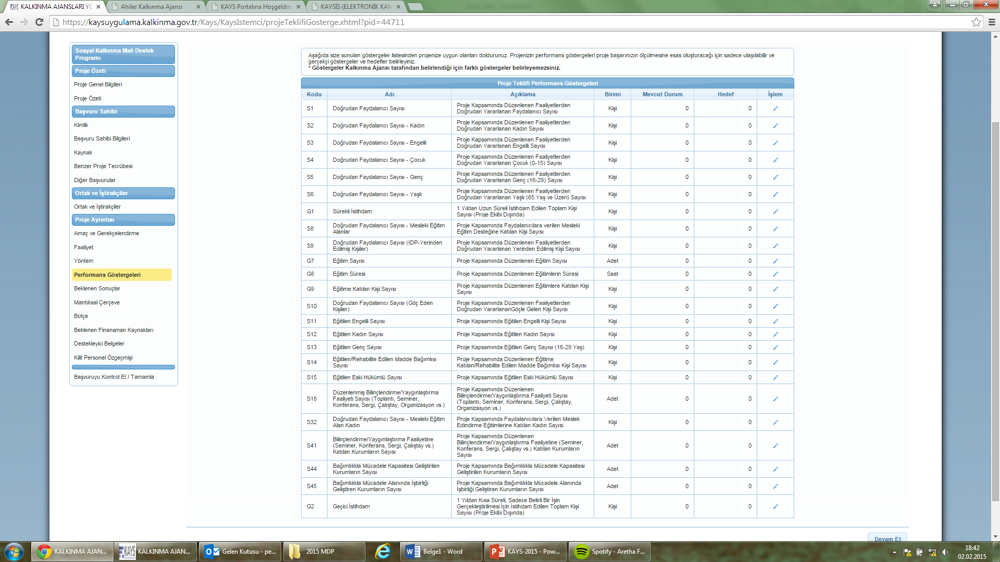 KALKINMA AJANSLARI YÖ
Ahiler Kalkınma Ajansı
KAYS Portalına Hoşgeldini
KAYSİS (ELEKTRONİK KAM
https://kaysuygulama.kalkinma.gov.tr/Kays/KaysIstemci/projeTeklifiGosterge.xhtml?pid=44711
Sosyal Kalkınma Mali Destek
Programı
Proje Özeti
Proje Genel Bilgileri
Proje Özeti
Başvuru Sahibi
Kimlik
Başvuru Sahibi Bilgileri
Kaynak
Benzer Proje Tecrübesi
Diğer Başvurular
Ortak ve İştirakçiler
Ortak ve İştirakçiler
Proje Ayrıntısı
Amaç ve Gerekçelendirme
Faaliyet
Yöntem
Performans Göstergeleri
Beklenen Sonuçlar
Mantıksal Çerçeve
Bütçe
Beklenen Finansman Kaynakları
Destekleyici Belgeler
Kilit Personel Özgeçmişi
Başvuruyu Kontrol Et / Tamamla
Aşağıda size sunulan göstergeler listesinden projenize uygun olanları doldurunuz. Projenizin performans göstergeleri proje başarınızın ölçülmesine esas oluşturacağı için sadece ulaşılabilir ve
gerçekçi göstergeler ve hedefler belirleyiniz.
* Göstergeler Kalkınma Ajansı tarafından belirlendiği için farklı göstergeler belirleyemezsiniz.
Proje Teklifi Performans Göstergeleri
Kodu Adı Açıklama Birimi Mevcut Durum Hedef İşlem
S1 Doğrudan Faydalanıcı Sayısı Proje Kapsamında Düzenlenen Faaliyetlerden
Doğrudan Yararlanan Faydalanıcı Sayısı Kişi 0 0
S2 Doğrudan Faydalanıcı Sayısı - Kadın Proje Kapsamında Düzenlenen Faaliyetlerden
Doğrudan Yararlanan Kadın Sayısı Kişi 0 0
S3 Doğrudan Faydalanıcı Sayısı - Engelli Proje Kapsamında Düzenlenen Faaliyetlerden
Doğrudan Yararlanan Engelli Sayısı Kişi 0 0
S4 Doğrudan Faydalanıcı Sayısı - Çocuk Proje Kapsamında Düzenlenen Faaliyetlerden
Doğrudan Yararlanan Çocuk (0-15) Sayısı Kişi 0 0
S5 Doğrudan Faydalanıcı Sayısı - Genç Proje Kapsamında Düzenlenen Faaliyetlerden
Doğrudan Yararlanan Genç (16-29) Sayısı Kişi 0 0
S6 Doğrudan Faydalanıcı Sayısı - Yaşlı Proje Kapsamında Düzenlenen Faaliyetlerden
Doğrudan Yararlanan Yaşlı (65 Yaş ve Üzeri) Sayısı Kişi 0 0
G1 Sürekli İstihdam 1 Yıldan Uzun Süreli İstihdam Edilen Toplam Kişi
Sayısı (Proje Ekibi Dışında) Kişi 0 0
S8 Doğrudan Faydalanıcı Sayısı - Mesleki Eğitim
Alanlar Proje Kapsamında Faydalanıcılara verilen Mesleki
Eğitim Desteğine Katılan Kişi Sayısı Kişi 0 0
S9 Doğrudan Faydalanıcı Sayısı (IDP-Yerinden
Edilmiş Kişiler) Proje Kapsamında Düzenlenen Faaliyetlerden
Doğrudan Yararlanan Yerinden Edilmiş Kişi Sayısı Kişi 0 0
G7 Eğitim Sayısı Proje Kapsamında Düzenlenen Eğitim Sayısı Adet 0 0
G8 Eğitim Süresi Proje Kapsamında Düzenlenen Eğitimlerin Süresi Saat 0 0
G9 Eğitime Katılan Kişi Sayısı Proje Kapsamında Düzenlenen Eğitimlere Katılan Kişi
Sayısı Kişi 0 0
S10 Doğrudan Faydalanıcı Sayısı (Göç Eden
Kişiler) Proje Kapsamında Düzenlenen Faaliyetlerden
Doğrudan YararlananGöçle Gelen Kişi Sayısı Kişi 0 0
S11 Eğitilen Engelli Sayısı Proje Kapsamında Eğitilen Engelli Kişi Sayısı Kişi 0 0
S12 Eğitilen Kadın Sayısı Proje Kapsamında Eğitilen Kadın Sayısı Kişi 0 0
S13 Eğitilen Genç Sayısı Proje Kapsamında Eğitilen Genç Sayısı (16-29 Yaş) Kişi 0 0
S14 Eğitilen/Rehabilite Edilen Madde Bağımlısı
Sayısı Proje Kapsamında Düzenlenen Eğitime
Katılan/Rehabilite Edilen Madde Bağımlısı Kişi Sayısı Kişi 0 0
S15 Eğitilen Eski Hükümlü Sayısı Proje Kapsamında Eğitilen Eski Hükümlü Sayısı Kişi 0 0
S18 Düzenlenmiş Bilinçlendirme/Yaygınlaştırma
Faaliyeti Sayısı (Toplantı, Seminer,
Konferans, Sergi, Çalıştay, Organizasyon vs.) Proje Kapsamında Düzenlenen
Bilinçlendirme/Yaygınlaştırma Faaliyeti Sayısı
(Toplantı, Seminer, Konferans, Sergi, Çalıştay,
Organizasyon vs.) Adet 0 0
S32 Doğrudan Faydalanıcı Sayısı - Mesleki Eğitim
Alan Kadın Proje Kapsamında Faydalanıcılara Verilen Meslek
Edindirme Eğitimlerine Katılan Kadın Sayısı Kişi 0 0
S41 Bilinçlendirme/Yaygınlaştırma Faaliyetine
(Seminer, Konferans, Sergi, Çalıştay vs.)
Katılan Kurumların Sayısı Proje Kapsamında Düzenlenen
Bilinçlendirme/Yaygınlaştırma Faaliyetine (Seminer,
Konferans, Sergi, Çalıştay vs.) Katılan Kurumların
Sayısı Adet 0 0
S44 Bağımlılıkla Mücadele Kapasitesi Geliştirilen
Kurumların Sayısı Proje Kapsamında Bağımlılıkla Mücadele Kapasitesi
Geliştirilen Kurumların Sayısı Adet 0 0
S45 Bağımlılıkla Mücadele Alanında İşbirliği
Geliştiren Kurumların Sayısı Proje Kapsamında Bağımlılıkla Mücadele Alanında
İşbirliği Geliştiren Kurumların Sayısı Adet 0 0
G2 Geçici İstihdam 1 Yıldan Kısa Süreli, Sadece Belirli Bir İşin
Gerçekleştirilmesi İçin İstihdam Edilen Toplam Kişi
Sayısı (Proje Ekibi Dışında) Kişi 0 0
Devam Et
KALKINMA AJAN...
KALKINMA AJAN...
Gelen Kutusu - pe...
2015 MDP
Belge1 - Word
KAYS-2015 - Pow...
Spotify - Aretha F...
18:42
02.02.2015